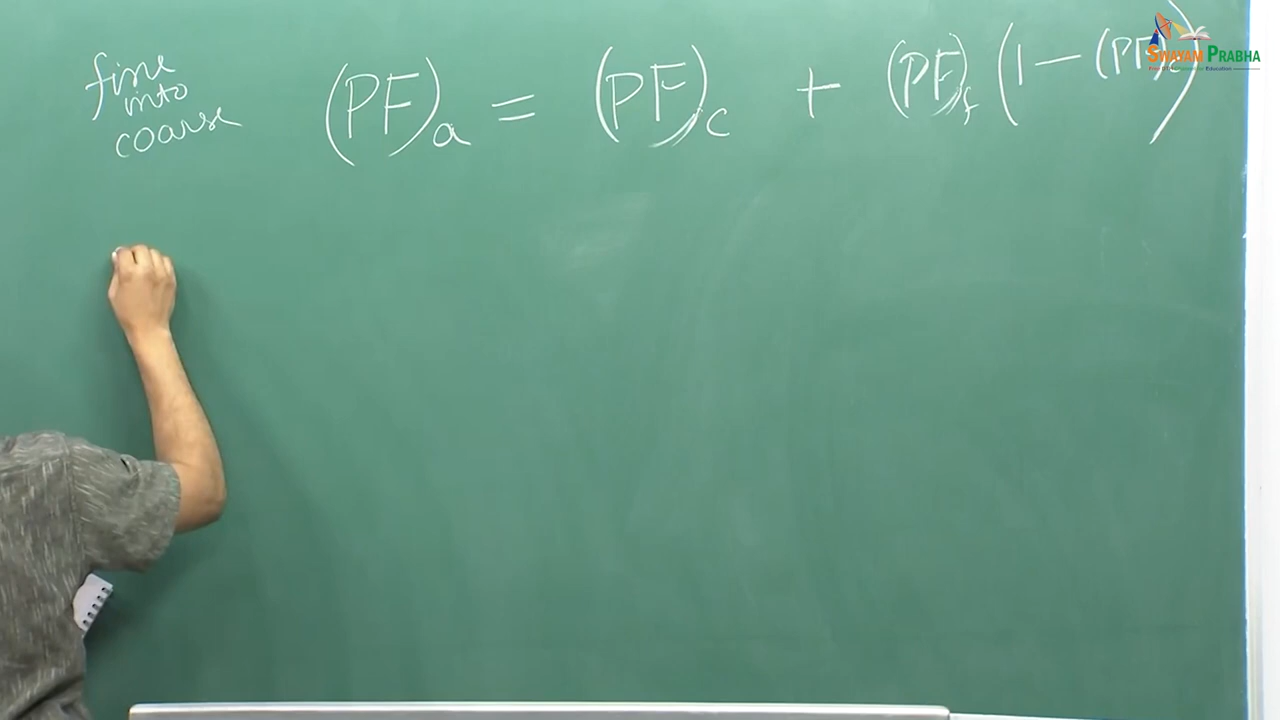 fine
into
coarse
(PF)a = (PF)c + (PF)f (1 - (PF)c)
SWAYAM PRABHA